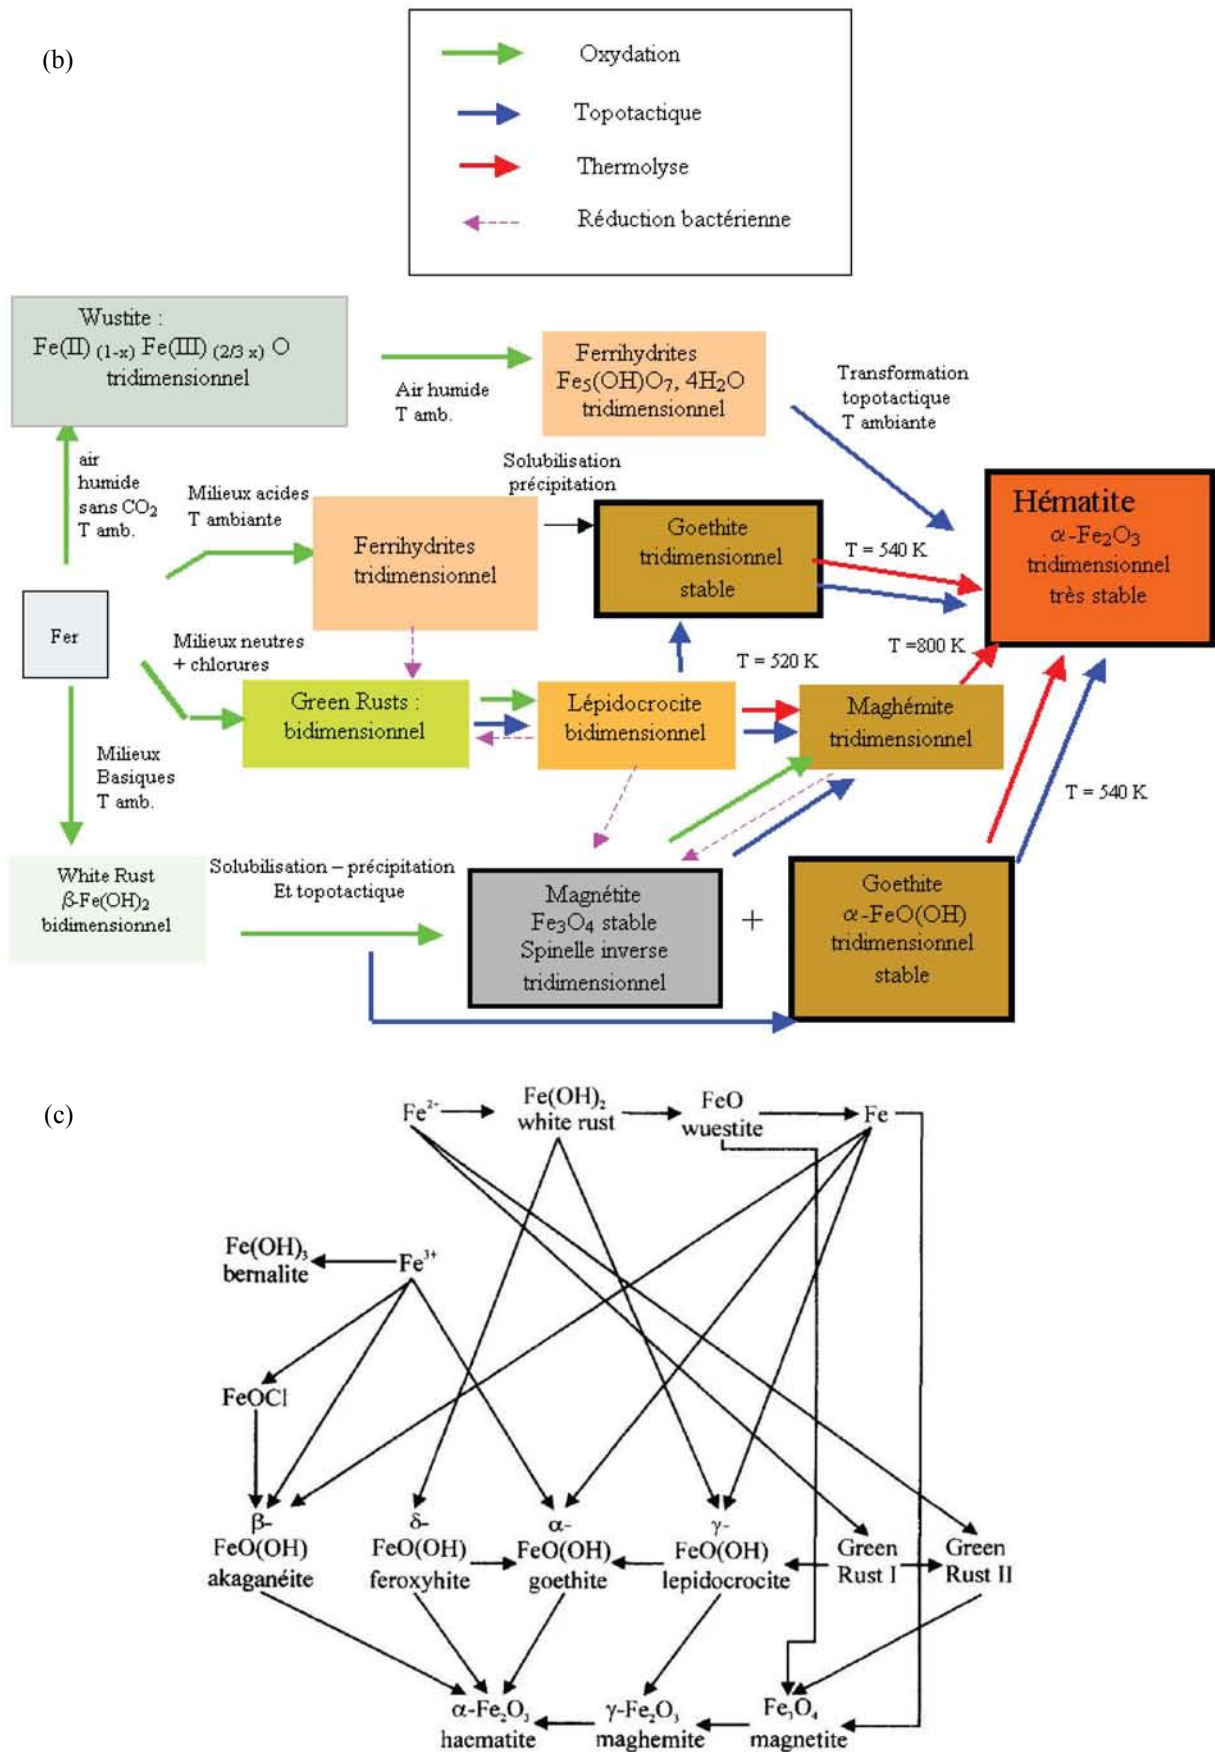 (b)
Oxydation
Topotactique
Thermolyse
Réduction bactérienne
Wustite :
Fe(II) (1-x) Fe(III) (2/3 x) O
tridimensionnel
Air humide
T amb.
Ferrihydrites
Fe5(OH)O7, 4H2O
tridimensionnel
Transformation
topotactique
T ambiante
air
humide
sans CO2
T amb.
Milieux acides
T ambiante
Ferrihydrites
tridimensionnel
Solubilisation
précipitation
Goethite
tridimensionnel
stable
T = 540 K
Hématite
α-Fe2O3
tridimensionnel
très stable
Fer
Milieux neutres
+ chlorures
Green Rusts :
bidimensionnel
Lépidocrocite
bidimensionnel
T = 520 K
Maghémite
tridimensionnel
T =800 K
T = 540 K
Milieux
Basiques
T amb.
White Rust
β-Fe(OH)2
bidimensionnel
Solubilisation – précipitation
Et topotactique
Magnétite
Fe3O4 stable
Spinelle inverse
tridimensionnel
+
Goethite
α-FeO(OH)
tridimensionnel
stable
(c)
Fe2+
Fe(OH)2
white rust
FeO
wuestite
Fe
Fe(OH)3
bernalite
Fe3+
FeOCl
β-
FeO(OH)
akaganéite
δ-
FeO(OH)
feroxyhite
α-
FeO(OH)
goethite
γ-
FeO(OH)
lepidocrocite
Green
Rust I
Green
Rust II
α-Fe2O3
haematite
γ-Fe2O3
maghemite
Fe3O4
magnetite